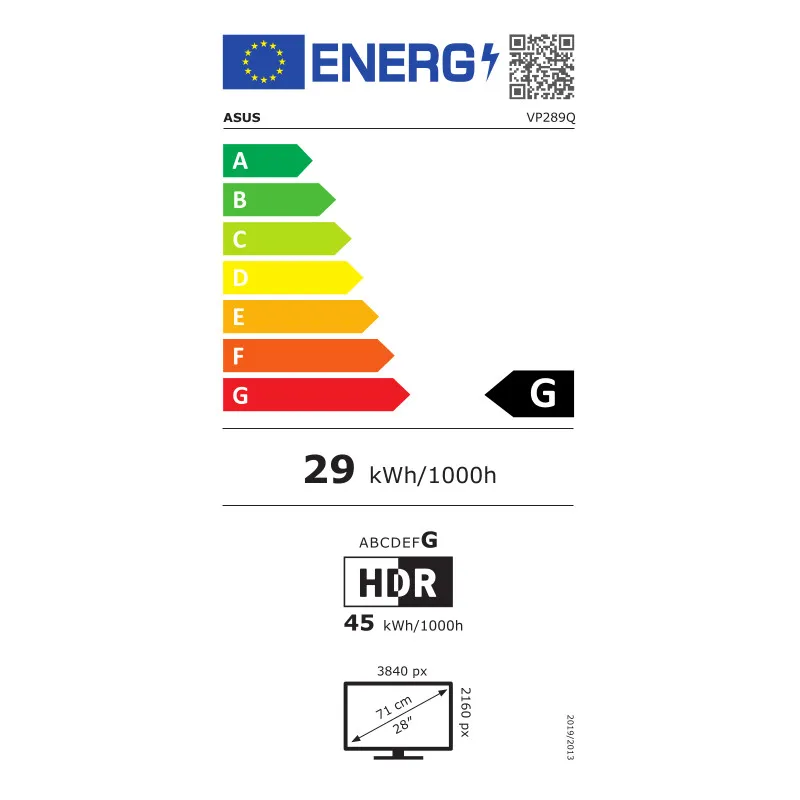 ENERG
ASUS VP289Q
A
B
C
D
E
F
G
G
29 kWh/1000h
ABCDEFG
HDR
45 kWh/1000h
3840 px
71 cm
28”
2160 px
2019/2013